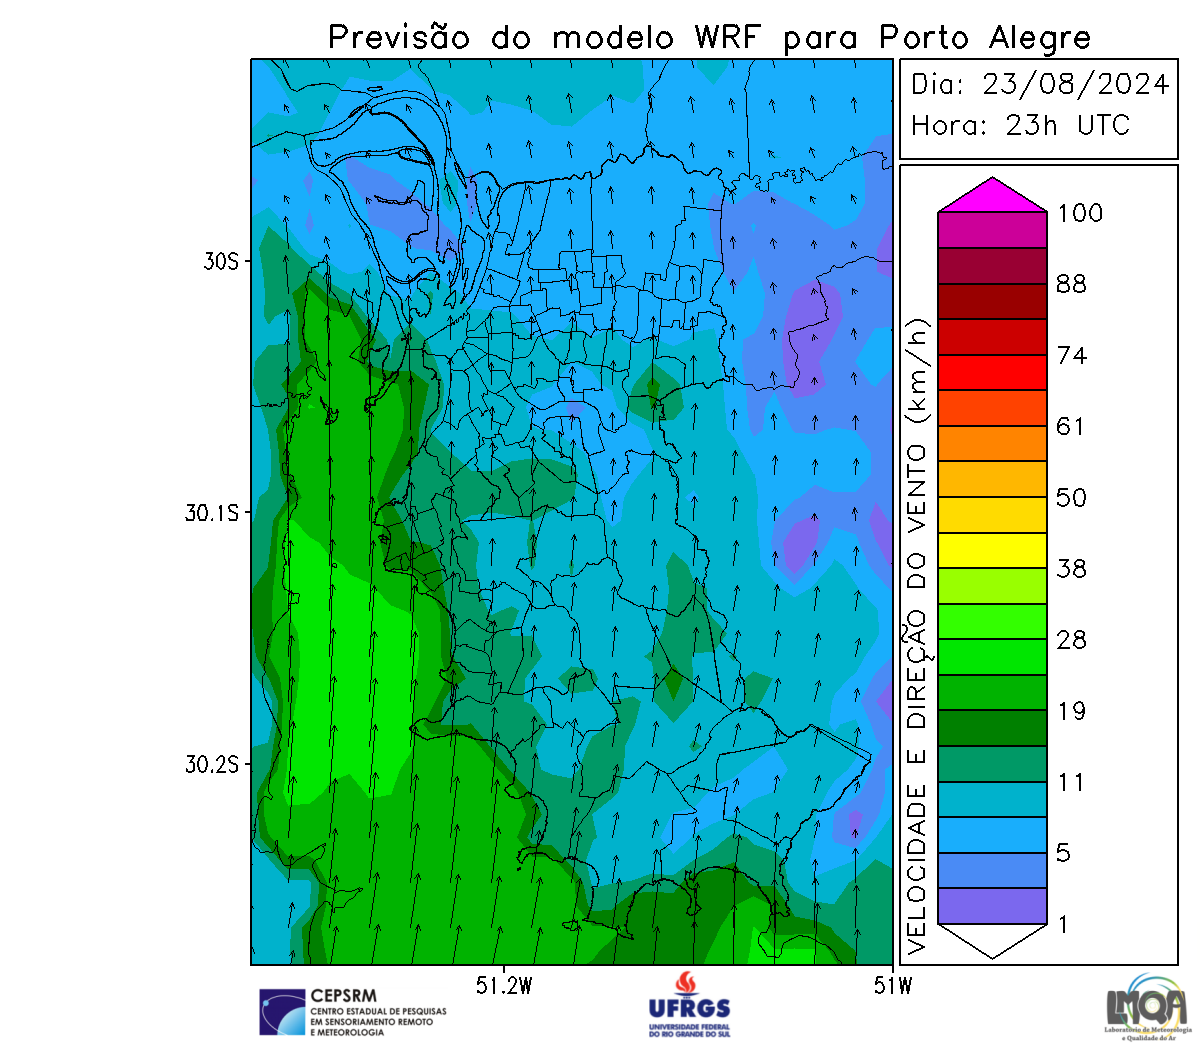 Previsão do modelo WRF para Porto Alegre
Dia: 23/08/2024
Hora: 23h UTC
100
88
74
61
50
38
28
19
11
5
1
VELOCIDADE E DIREÇÃO DO VENTO (km/h)
30S
30.1S
30.2S
51.2W
51W
CEPSRM
CENTRO ESTADUAL DE PESQUISAS
EM SENSORIAMENTO REMOTO
E METEOROLOGIA
UFRGS
UNIVERSIDADE FEDERAL
DO RIO GRANDE DO SUL
LMQA
Laboratório de Meteorologia
e Qualidade do Ar